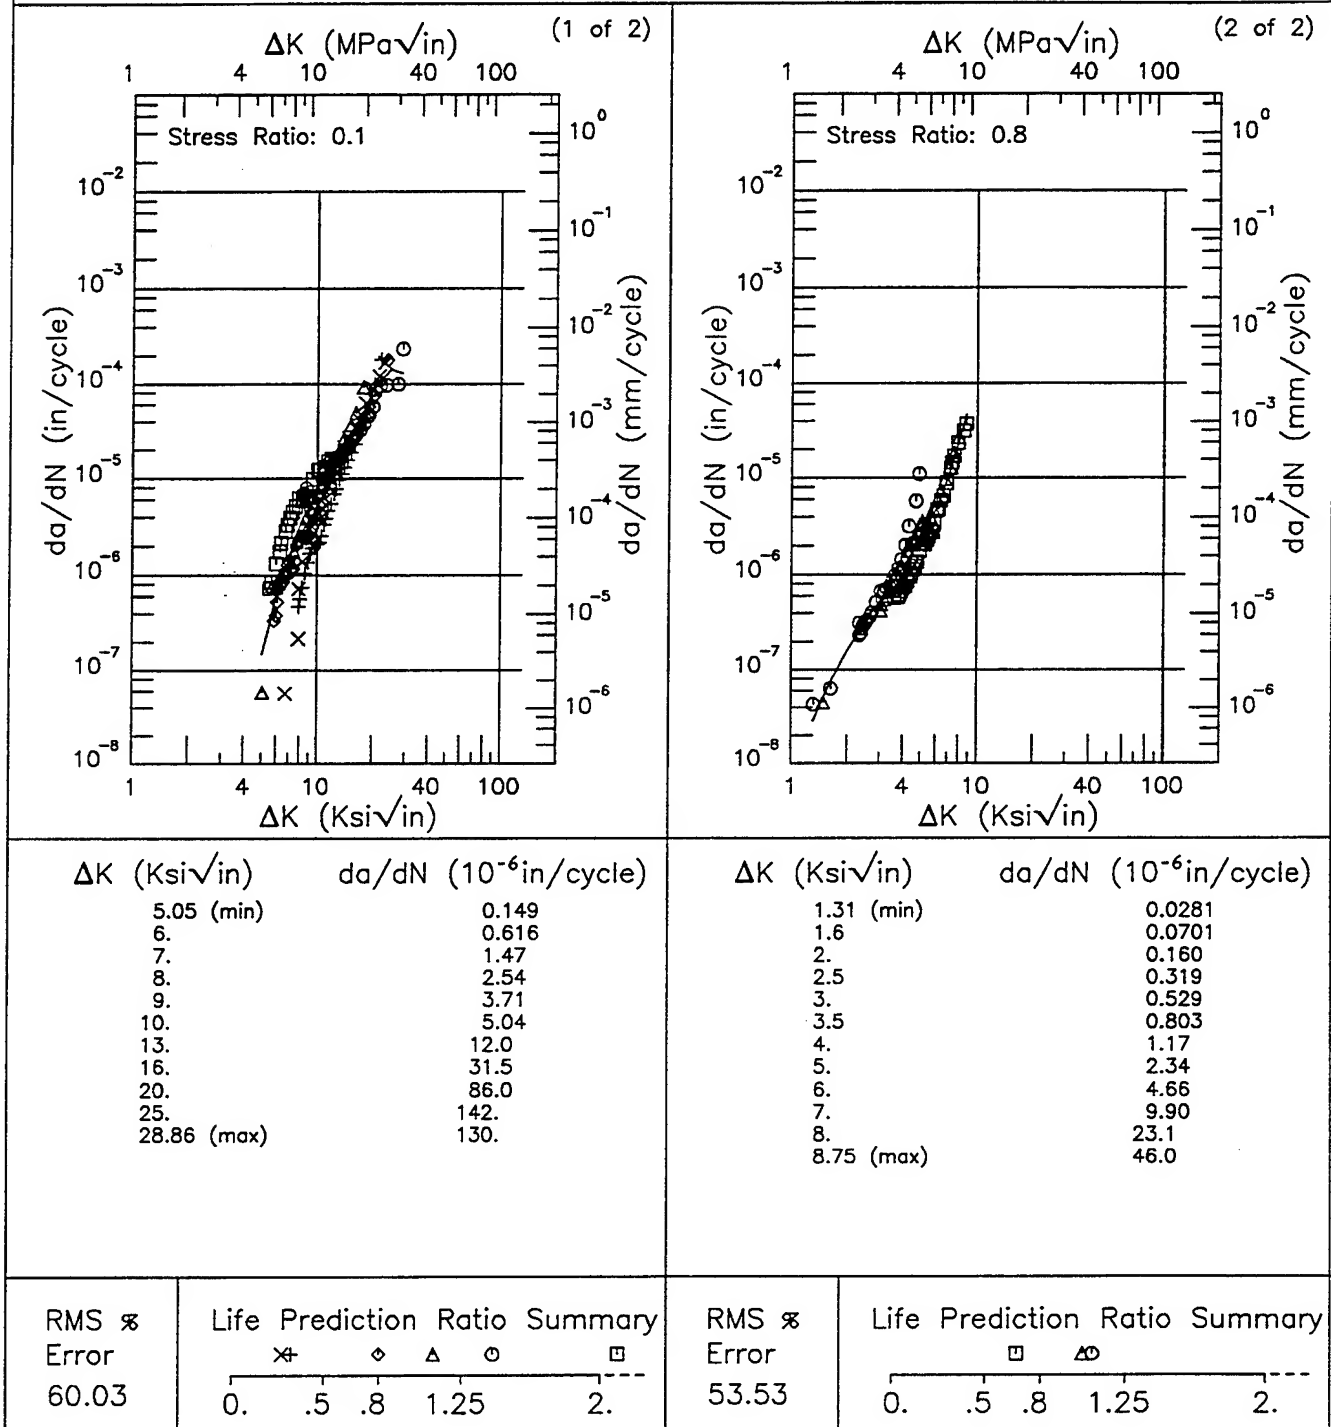 (1 of 2)
ΔK (MPa√in)
1 4 10 40 100
Stress Ratio: 0.1
10⁻²
10⁻³
10⁻⁴
10⁻⁵
10⁻⁶
10⁻⁷
10⁻⁸
da/dN (in/cycle)
10⁰
10⁻¹
10⁻²
10⁻³
10⁻⁴
10⁻⁵
10⁻⁶
da/dN (mm/cycle)
1 4 10 40 100
ΔK (Ksi√in)
(2 of 2)
ΔK (MPa√in)
1 4 10 40 100
Stress Ratio: 0.8
10⁻²
10⁻³
10⁻⁴
10⁻⁵
10⁻⁶
10⁻⁷
10⁻⁸
da/dN (in/cycle)
10⁰
10⁻¹
10⁻²
10⁻³
10⁻⁴
10⁻⁵
10⁻⁶
da/dN (mm/cycle)
1 4 10 40 100
ΔK (Ksi√in)
ΔK (Ksi√in) da/dN (10⁻⁶in/cycle)
5.05 (min) 0.149
6. 0.616
7. 1.47
8. 2.54
9. 3.71
10. 5.04
13. 12.0
16. 31.5
20. 86.0
25. 142.
28.86 (max) 130.
ΔK (Ksi√in) da/dN (10⁻⁶in/cycle)
1.31 (min) 0.0281
1.6 0.0701
2. 0.160
2.5 0.319
3. 0.529
3.5 0.803
4. 1.17
5. 2.34
6. 4.66
7. 9.90
8. 23.1
8.75 (max) 46.0
RMS %
Error
60.03
Life Prediction Ratio Summary
0. .5 .8 1.25 2.
RMS %
Error
53.53
Life Prediction Ratio Summary
0. .5 .8 1.25 2.